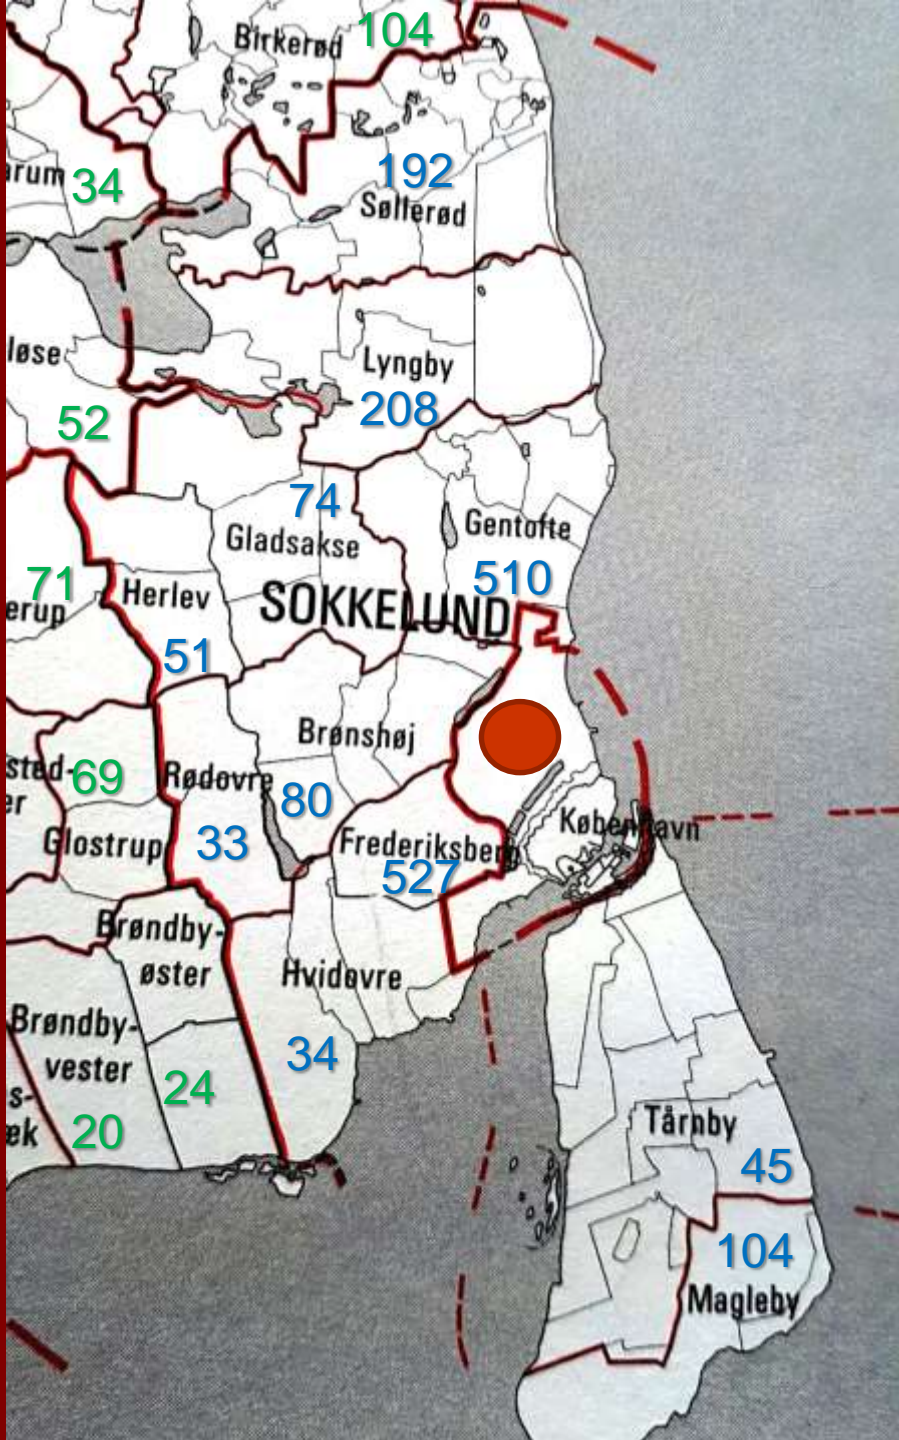 104
Birkerød
192
arum
34
Søllerød
løse
Lyngby
208
52
74
Gentofte
Gladsakse
510
71
erup
Herlev
SOKKELUND
51
Brønshøj
sted-
er
69
Rødovre
80
København
33
Glostrup
Frederiksberg
527
Brøndby-
øster
Hvidovre
Brøndby-
vester
34
24
s-
æk
20
Tårnby
45
104
Magleby